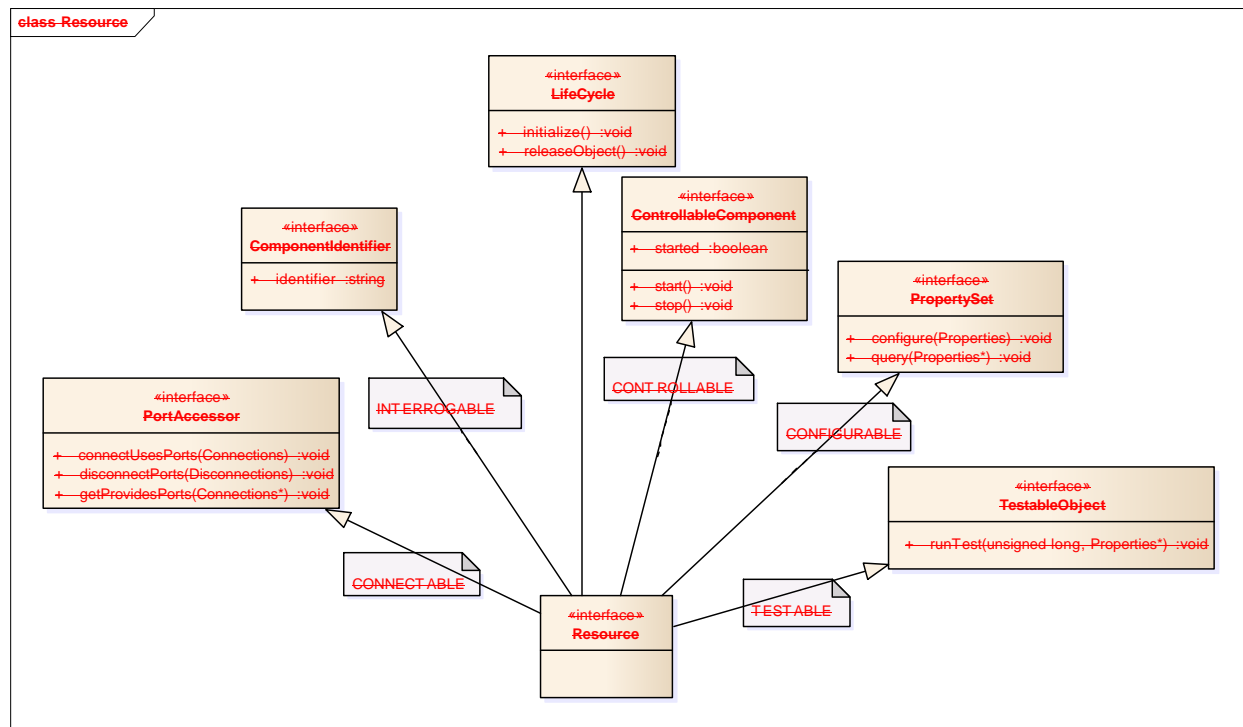 class Resource
«interface»
LifeCycle
+ initialize() :void
+ releaseObject() :void
«interface»
ControllableComponent
+ started :boolean
+ start() :void
+ stop() :void
«interface»
ComponentIdentifier
+ identifier :string
«interface»
PropertySet
+ configure(Properties) :void
+ query(Properties*) :void
«interface»
PortAccessor
+ connectUsesPorts(Connections) :void
+ disconnectPorts(Disconnections) :void
+ getProvidesPorts(Connections*) :void
INTERROGABLE
CONTROLLABLE
CONFIGURABLE
«interface»
TestableObject
+ runTest(unsigned long, Properties*) :void
CONNECTABLE
TESTABLE
«interface»
Resource